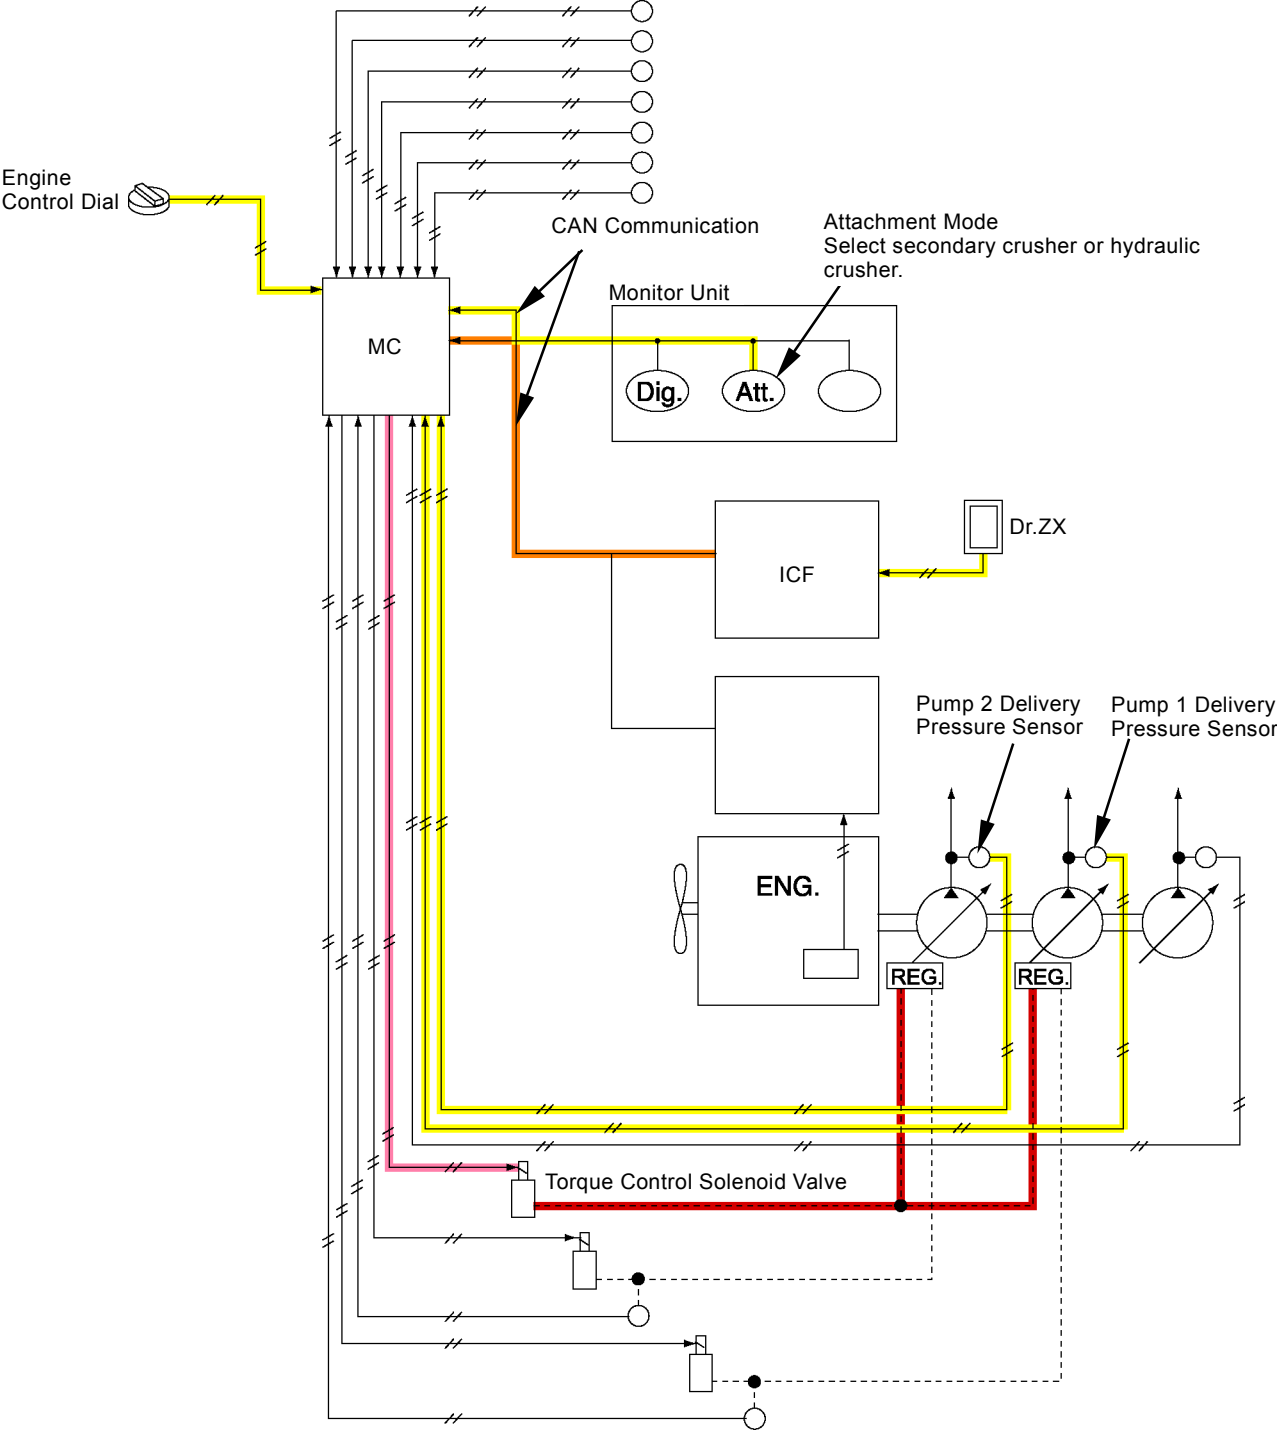 Engine
Control Dial
CAN Communication
Attachment Mode
Select secondary crusher or hydraulic
crusher.
Monitor Unit
MC
Dig.
Att.
ICF
Dr.ZX
Pump 2 Delivery
Pressure Sensor
Pump 1 Delivery
Pressure Sensor
ENG.
REG.
REG.
Torque Control Solenoid Valve